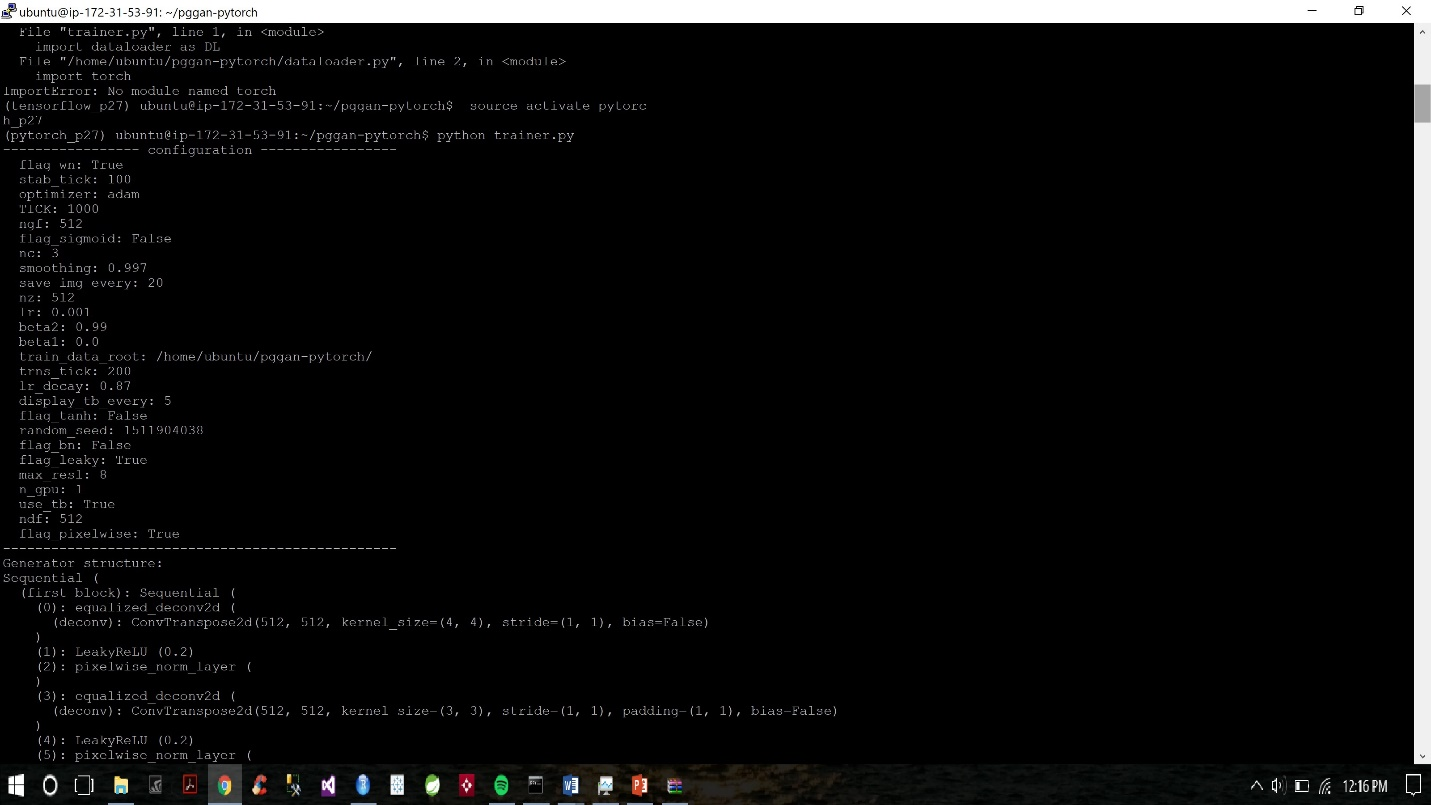 ubuntu@ip-172-31-53-91: ~/pggan-pytorch
File "trainer.py", line 1, in <module>
import dataloader as DL
File "/home/ubuntu/pggan-pytorch/dataloader.py", line 2, in <module>
import torch
ImportError: No module named torch
(tensorflow_p27) ubuntu@ip-172-31-53-91:~/pggan-pytorch$  source activate pytorc
h_p27
(pytorch_p27) ubuntu@ip-172-31-53-91:~/pggan-pytorch$ python trainer.py
----------------- configuration -----------------
flag_wn: True
stab_tick: 100
optimizer: adam
TICK: 1000
ngf: 512
flag_sigmoid: False
nc: 3
smoothing: 0.997
save_img_every: 20
nz: 512
lr: 0.001
beta2: 0.99
beta1: 0.0
train_data_root: /home/ubuntu/pggan-pytorch/
trns_tick: 200
lr_decay: 0.87
display_tb_every: 5
flag_tanh: False
random_seed: 1511904038
flag_bn: False
flag_leaky: True
max_resl: 8
n_gpu: 1
use_tb: True
ndf: 512
flag_pixelwise: True
-------------------------------------------------
Generator structure:
Sequential (
(first_block): Sequential (
(0): equalized_deconv2d (
(deconv): ConvTranspose2d(512, 512, kernel_size=(4, 4), stride=(1, 1), bias=False)
)
(1): LeakyReLU (0.2)
(2): pixelwise_norm_layer (
)
(3): equalized_deconv2d (
(deconv): ConvTranspose2d(512, 512, kernel_size=(3, 3), stride=(1, 1), padding=(1, 1), bias=False)
)
(4): LeakyReLU (0.2)
(5): pixelwise_norm_layer (
12:16 PM